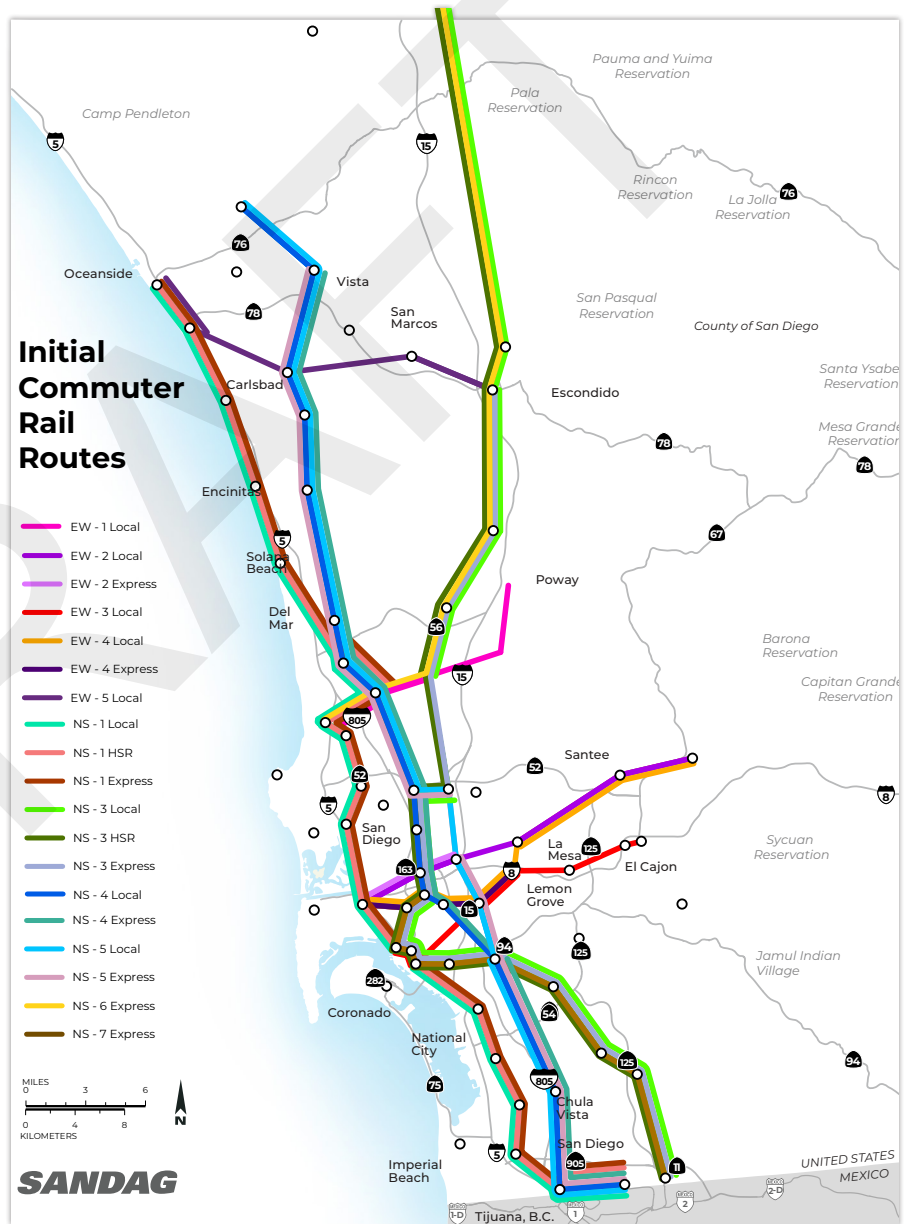 Pauma and Yuima
Reservation
Pala
Reservation
Camp Pendleton
5
15
Rincon
Reservation
76
La Jolla
Reservation
76
Oceanside
Vista
78
San
Marcos
San Pasqual
Reservation
County of San Diego
Initial
Commuter
Rail
Routes
Carlsbad
Escondido
Santa Ysabe
Reservation
Mesa Grande
Reservation
78
78
Encinitas
EW - 1 Local
EW - 2 Local
EW - 2 Express
EW - 3 Local
EW - 4 Local
EW - 4 Express
EW - 5 Local
NS - 1 Local
NS - 1 HSR
NS - 1 Express
NS - 3 Local
NS - 3 HSR
NS - 3 Express
NS - 4 Local
NS - 4 Express
NS - 5 Local
NS - 5 Express
NS - 6 Express
NS - 7 Express
5
67
Solana
Beach
Poway
Del
Mar
56
Barona
Reservation
15
Capitan Grande
Reservation
805
Santee
52
52
8
5
San
Diego
La
Mesa
125
Sycuan
Reservation
163
8
El Cajon
Lemon
Grove
15
94
125
Jamul Indian
Village
282
Coronado
54
National
City
125
94
75
805
Chula
Vista
San Diego
5
905
11
Imperial
Beach
UNITED STATES
MEXICO
MILES
0 3 6
0 4 8
KILOMETERS
N
SANDAG
1-D
1
2
2-D
Tijuana, B.C.
DRAFT